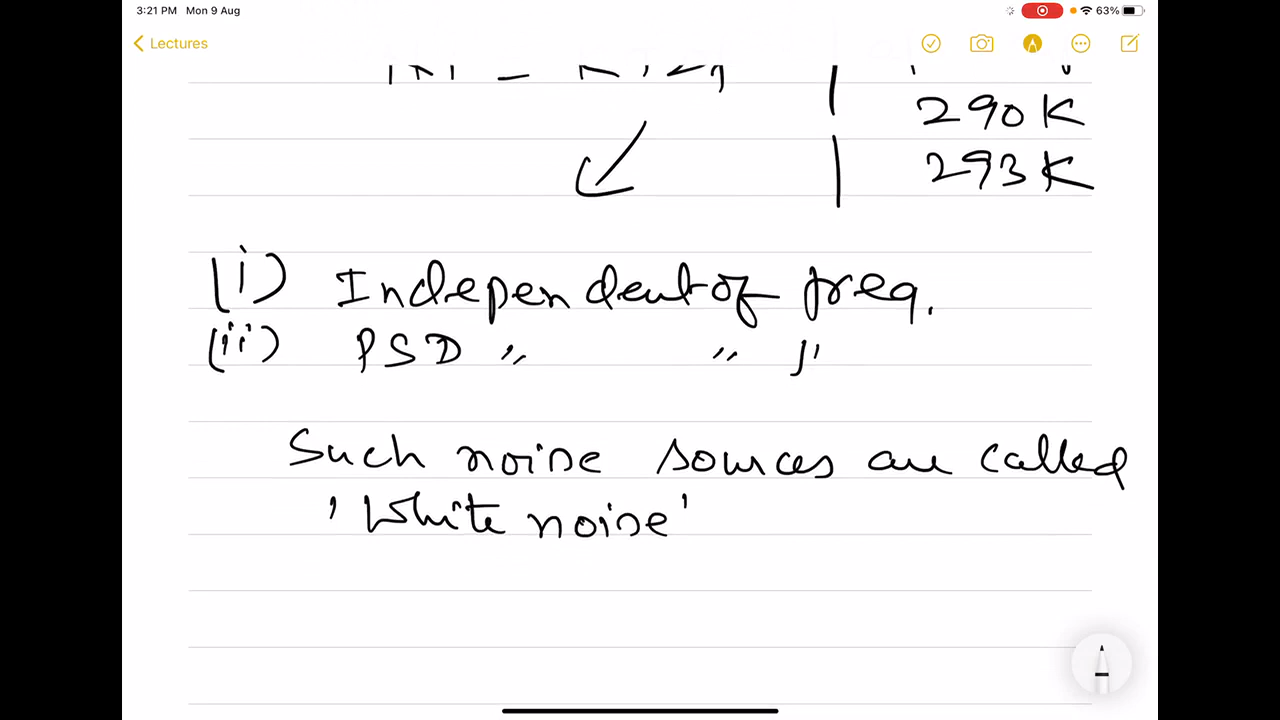 3:21 PM Mon 9 Aug
63%
Lectures
290 K
293 K
(i) Independent of freq.
(ii) PSD " " "
Such noise sources are called
'White noise'